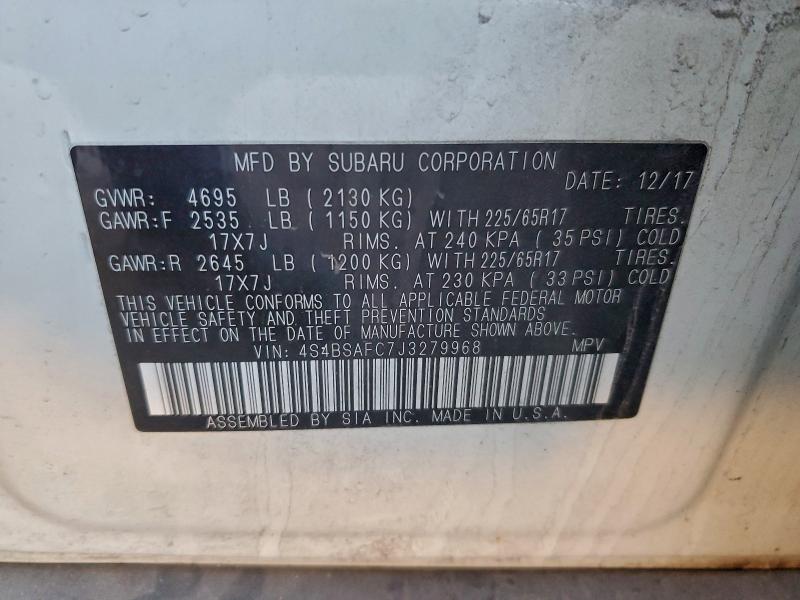 MFD BY SUBARU CORPORATION
DATE: 12/17
GVWR: 4695 LB ( 2130 KG)
GAWR:F 2535 LB ( 1150 KG) WITH 225/65R17 TIRES.
17X7J RIMS. AT 240 KPA ( 35 PSI) COLD
GAWR:R 2645 LB ( 1200 KG) WITH 225/65R17 TIRES.
17X7J RIMS. AT 230 KPA ( 33 PSI) COLD
THIS VEHICLE CONFORMS TO ALL APPLICABLE FEDERAL MOTOR
VEHICLE SAFETY AND THEFT PREVENTION STANDARDS
IN EFFECT ON THE DATE OF MANUFACTURE SHOWN ABOVE.
VIN: 4S4BSAFC7J3279968 MPV
ASSEMBLED BY SIA INC. MADE IN U.S.A.